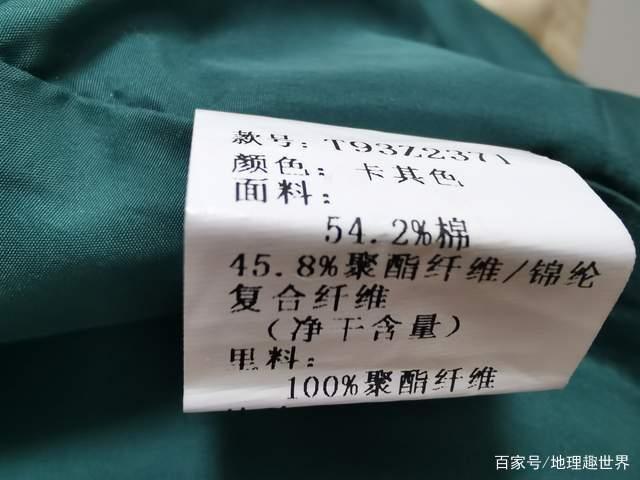 款号: T93Z2371
颜色: 卡其色
面料:
54.2%棉
45.8%聚酯纤维/锦纶
复合纤维
(净干含量)
里料:
100%聚酯纤维
百家号/地理趣世界